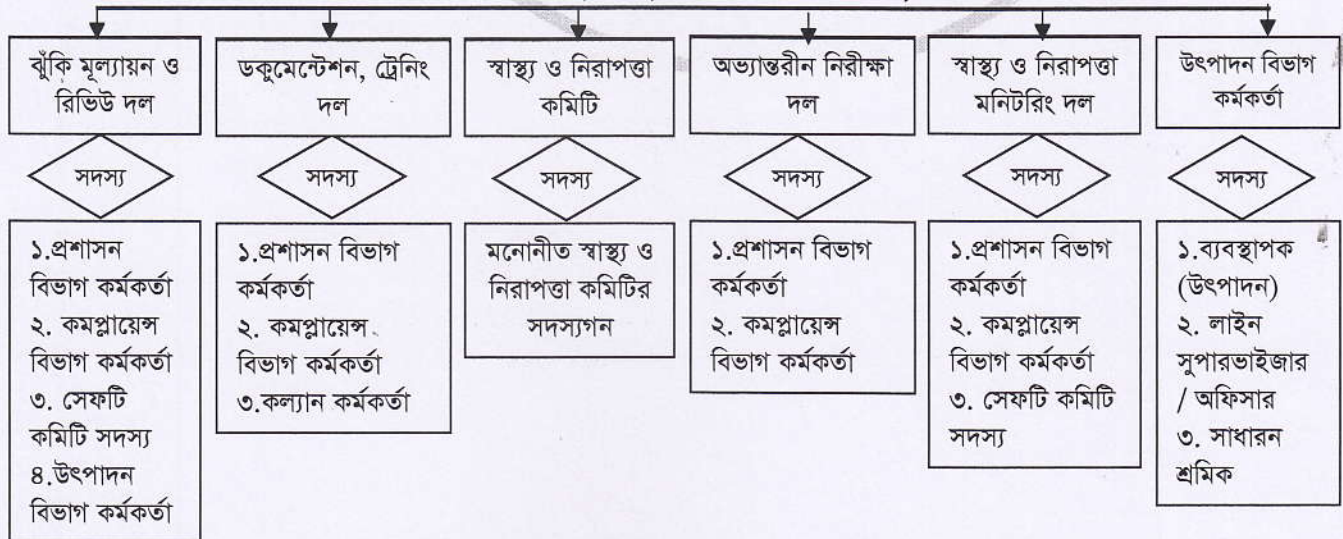 ঝুঁকি মূল্যায়ন ও
রিভিউ দল
ডকুমেন্টেশন, ট্রেনিং
দল
স্বাস্থ্য ও নিরাপত্তা
কমিটি
অভ্যান্তরীন নিরীক্ষা
দল
স্বাস্থ্য ও নিরাপত্তা
মনিটরিং দল
উৎপাদন বিভাগ
কর্মকর্তা
সদস্য
সদস্য
সদস্য
সদস্য
সদস্য
সদস্য
১.প্রশাসন
বিভাগ কর্মকর্তা
২. কমপ্লায়েন্স
বিভাগ কর্মকর্তা
৩. সেফটি
কমিটি সদস্য
৪.উৎপাদন
বিভাগ কর্মকর্তা
১.প্রশাসন বিভাগ
কর্মকর্তা
২. কমপ্লায়েন্স
বিভাগ কর্মকর্তা
৩.কল্যান কর্মকর্তা
মনোনীত স্বাস্থ্য ও
নিরাপত্তা কমিটির
সদস্যগন
১.প্রশাসন বিভাগ
কর্মকর্তা
২. কমপ্লায়েন্স
বিভাগ কর্মকর্তা
১.প্রশাসন বিভাগ
কর্মকর্তা
২. কমপ্লায়েন্স
বিভাগ কর্মকর্তা
৩. সেফটি কমিটি
সদস্য
১.ব্যবস্থাপক
(উৎপাদন)
২. লাইন
সুপারভাইজার
/ অফিসার
৩. সাধারন
শ্রমিক